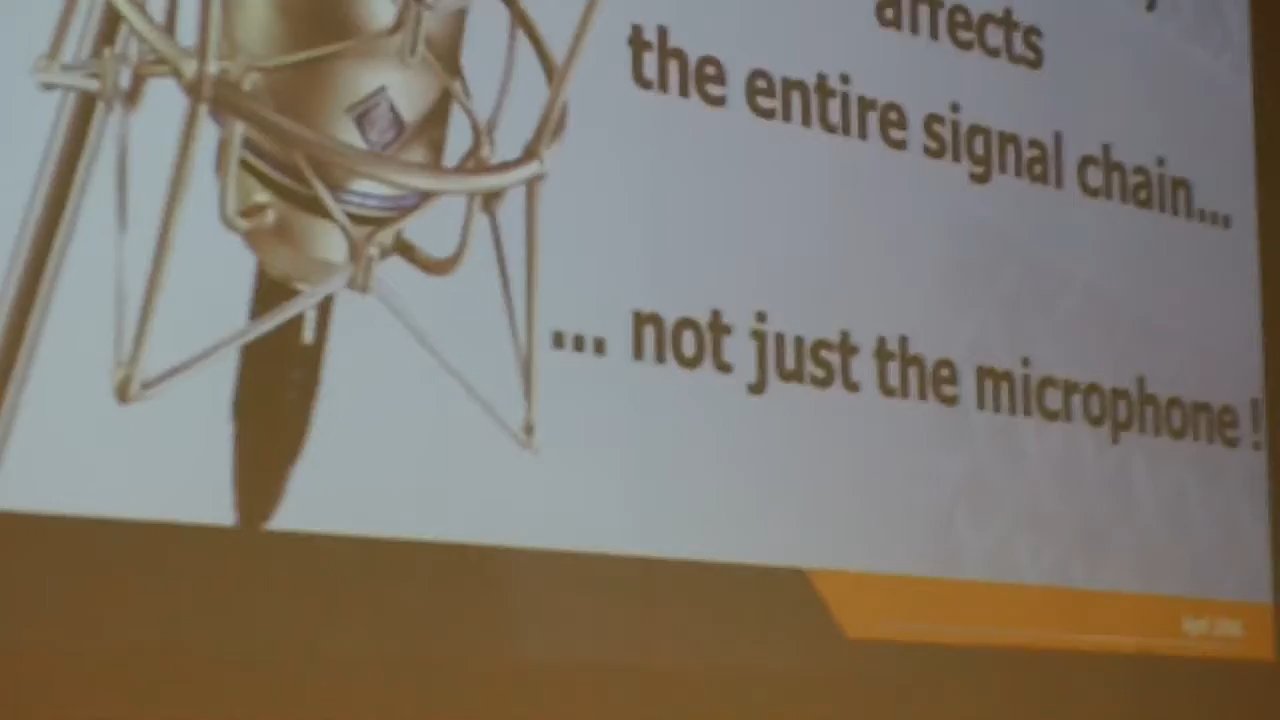 affects
the entire signal chain...
... not just the microphone !